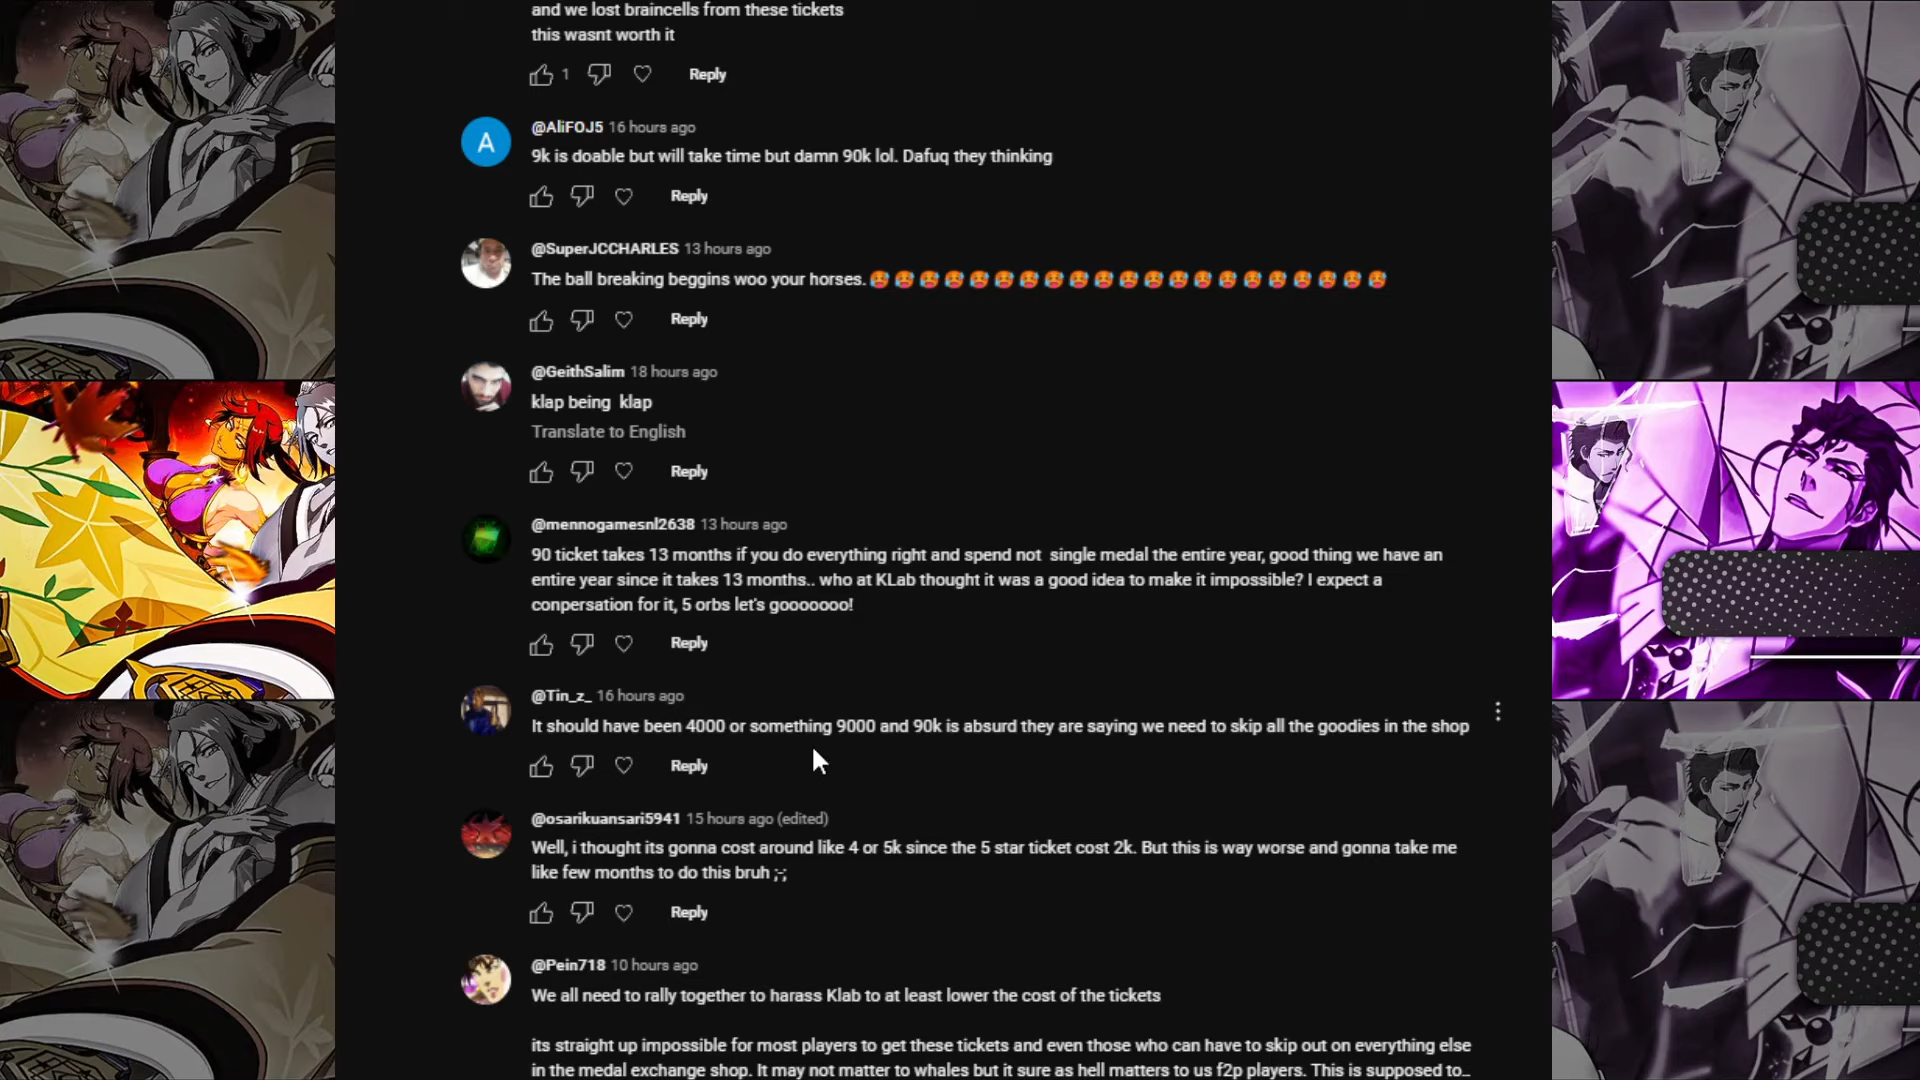 and we lost braincells from these tickets
this wasnt worth it
1
Reply
A
@AliFOJ5 16 hours ago
9k is doable but will take time but damn 90k lol. Dafuq they thinking
Reply
@SuperJCCHARLES 13 hours ago
The ball breaking beggins woo your horses. 🥵🥵🥵🥵🥵🥵🥵🥵🥵🥵🥵🥵🥵🥵🥵🥵🥵🥵🥵🥵🥵
Reply
@GeithSalim 18 hours ago
klap being klap
Translate to English
Reply
@mennogamesnl2638 13 hours ago
90 ticket takes 13 months if you do everything right and spend not single medal the entire year, good thing we have an
entire year since it takes 13 months.. who at KLab thought it was a good idea to make it impossible? I expect a
conpersation for it, 5 orbs let's gooooooo!
Reply
@Tin_z_ 16 hours ago
It should have been 4000 or something 9000 and 90k is absurd they are saying we need to skip all the goodies in the shop
Reply
@osarikuansari5941 15 hours ago (edited)
Well, i thought its gonna cost around like 4 or 5k since the 5 star ticket cost 2k. But this is way worse and gonna take me
like few months to do this bruh ;-;
Reply
@Pein718 10 hours ago
We all need to rally together to harass Klab to at least lower the cost of the tickets
its straight up impossible for most players to get these tickets and even those who can have to skip out on everything else
in the medal exchange shop. It may not matter to whales but it sure as hell matters to us f2p players. This is supposed to...